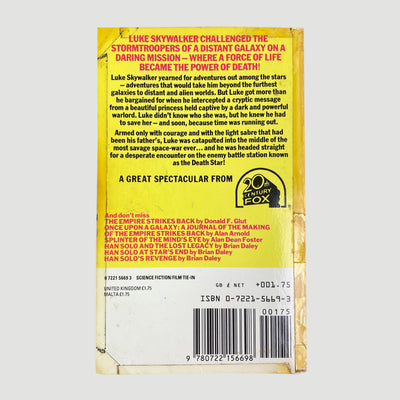 LUKE SKYWALKER CHALLENGED THE
STORMTROOPERS OF A DISTANT GALAXY ON A
DARING MISSION – WHERE A FORCE OF LIFE
BECAME THE POWER OF DEATH!
Luke Skywalker yearned for adventures out among the stars
– adventures that would take him beyond the furthest
galaxies to distant and alien worlds. But Luke got more than
he bargained for when he intercepted a cryptic message
from a beautiful princess held captive by a dark and powerful
warlord. Luke didn't know who she was, but he knew he had
to save her – and soon, because time was running out.
Armed only with courage and with the light sabre that had
been his father's, Luke was catapulted into the middle of the
most savage space-war ever... and he was headed straight
for a desperate encounter on the enemy battle station known
as the Death Star!
A GREAT SPECTACULAR FROM
20th
CENTURY
FOX
And don't miss
THE EMPIRE STRIKES BACK by Donald F. Glut
ONCE UPON A GALAXY: A JOURNAL OF THE MAKING
OF THE EMPIRE STRIKES BACK by Alan Arnold
SPLINTER OF THE MIND'S EYE by Alan Dean Foster
HAN SOLO AND THE LOST LEGACY by Brian Daley
HAN SOLO AT STAR'S END by Brian Daley
HAN SOLO'S REVENGE by Brian Daley
0 7221 5669 3 SCIENCE FICTION/FILM TIE-IN
UNITED KINGDOM £1.75
MALTA £1.75
GB £ NET +001.75
ISBN 0-7221-5669-3
00175
9 780722 156698